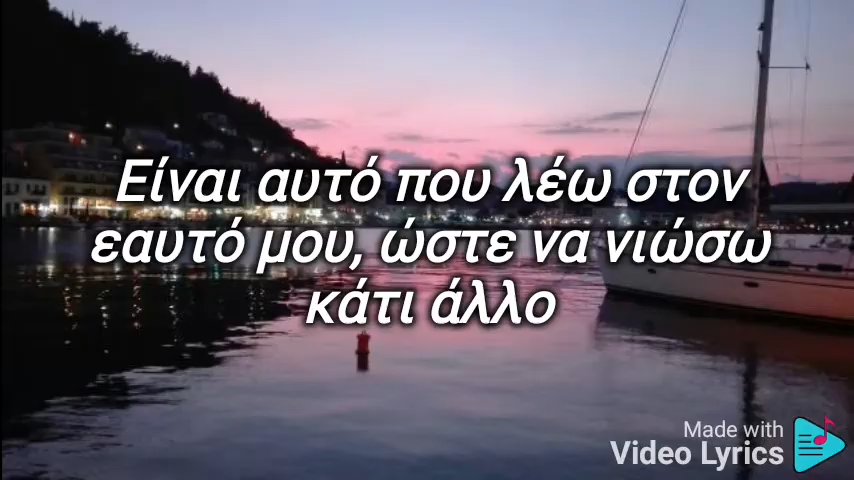 Είναι αυτό που λέω στον
εαυτό μου, ώστε να νιώσω
κάτι άλλο
Made with
Video Lyrics